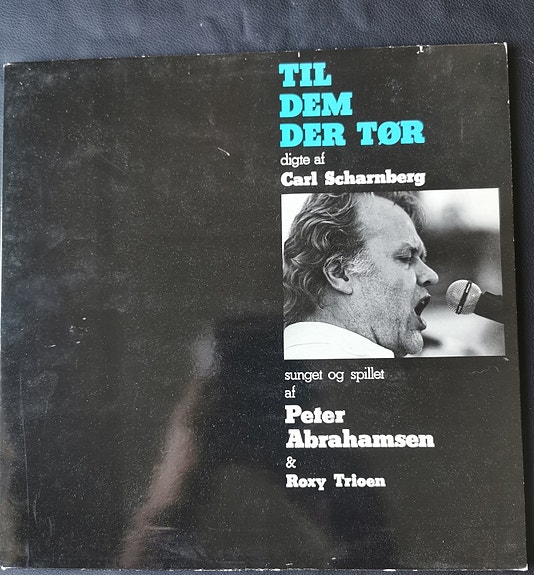 TIL
DEM
DER TØR
digte af
Carl Scharnberg
sunget og spillet
af
Peter
Abrahamsen
&
Roxy Trioen